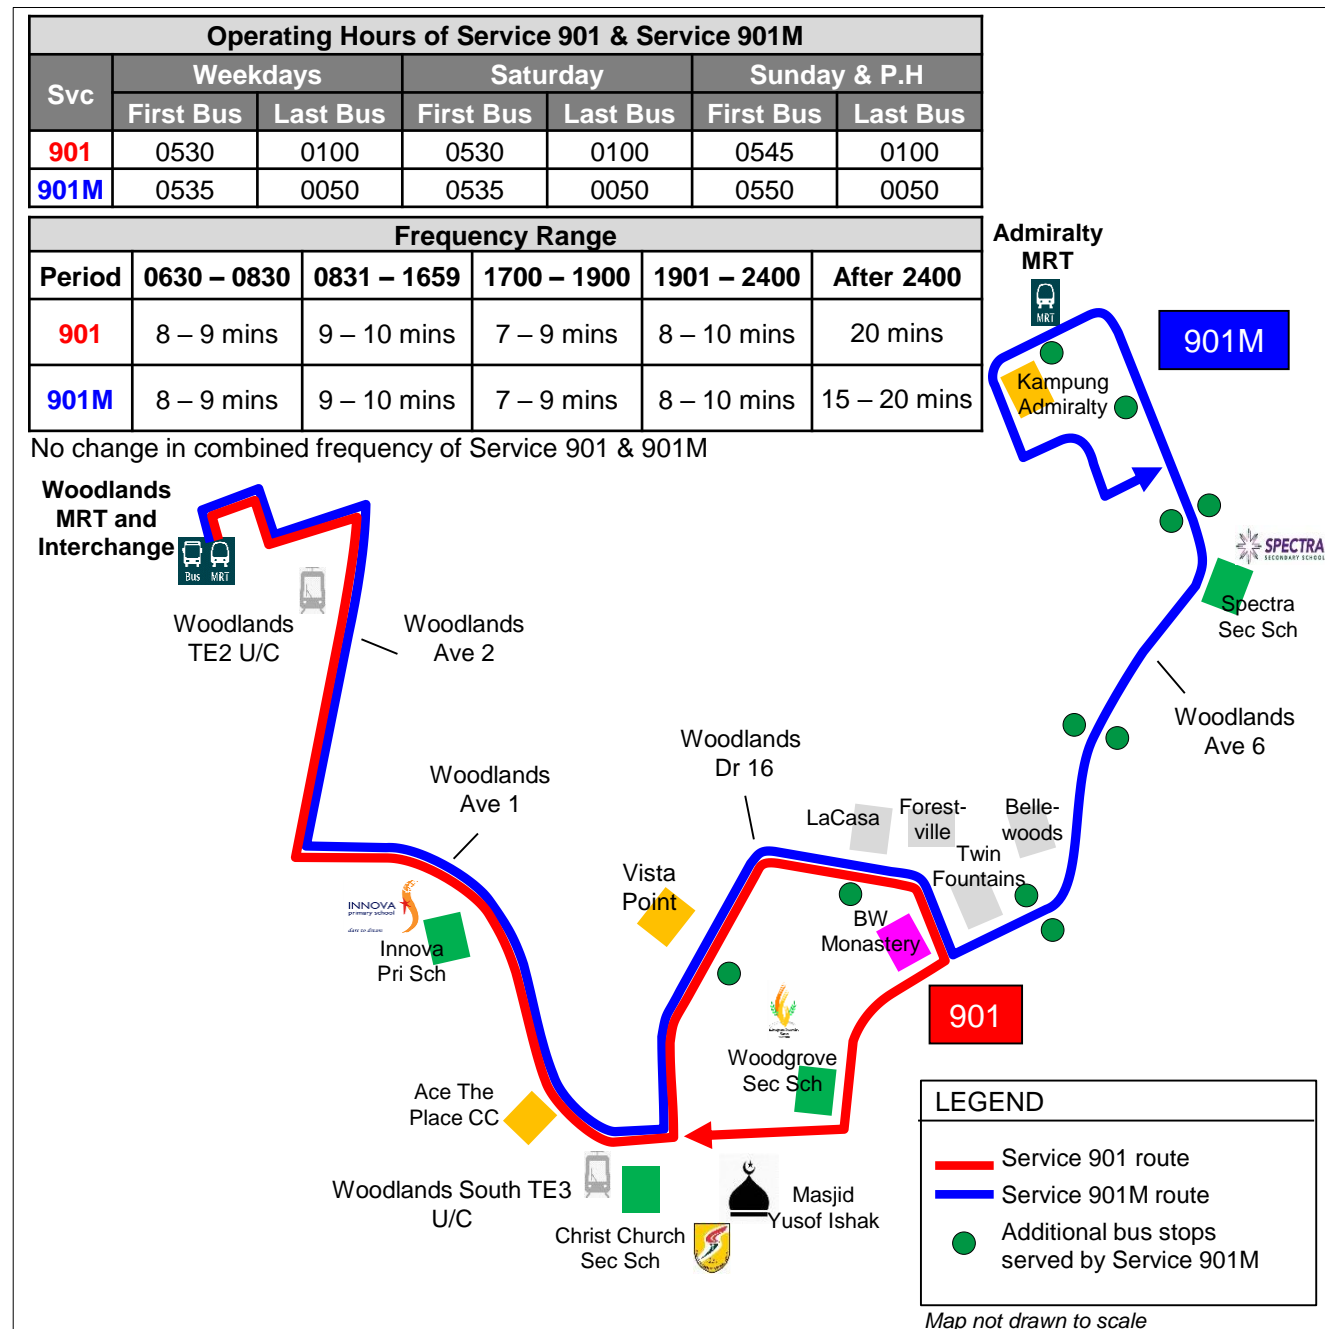 Operating Hours of Service 901 & Service 901M
Svc Weekdays Saturday Sunday & P.H
First Bus Last Bus First Bus Last Bus First Bus Last Bus
901 0530 0100 0530 0100 0545 0100
901M 0535 0050 0535 0050 0550 0050
Frequency Range
Period 0630 – 0830 0831 – 1659 1700 – 1900 1901 – 2400 After 2400
901 8 – 9 mins 9 – 10 mins 7 – 9 mins 8 – 10 mins 20 mins
901M 8 – 9 mins 9 – 10 mins 7 – 9 mins 8 – 10 mins 15 – 20 mins
No change in combined frequency of Service 901 & 901M
Admiralty
MRT
MRT
901M
Kampung
Admiralty
Woodlands
MRT and
Interchange
Bus MRT
Woodlands
TE2 U/C
Woodlands
Ave 2
SPECTRA
SECONDARY SCHOOL
Spectra
Sec Sch
Woodlands
Ave 6
Woodlands
Dr 16
Woodlands
Ave 1
LaCasa
Forest-
ville
Belle-
woods
Twin
Fountains
Vista
Point
BW
Monastery
INNOVA
primary school
dare to dream
Innova
Pri Sch
901
Woodgrove
Sec Sch
Ace The
Place CC
Woodlands South TE3
U/C
Christ Church
Sec Sch
Masjid
Yusof Ishak
LEGEND
Service 901 route
Service 901M route
Additional bus stops
served by Service 901M
Map not drawn to scale